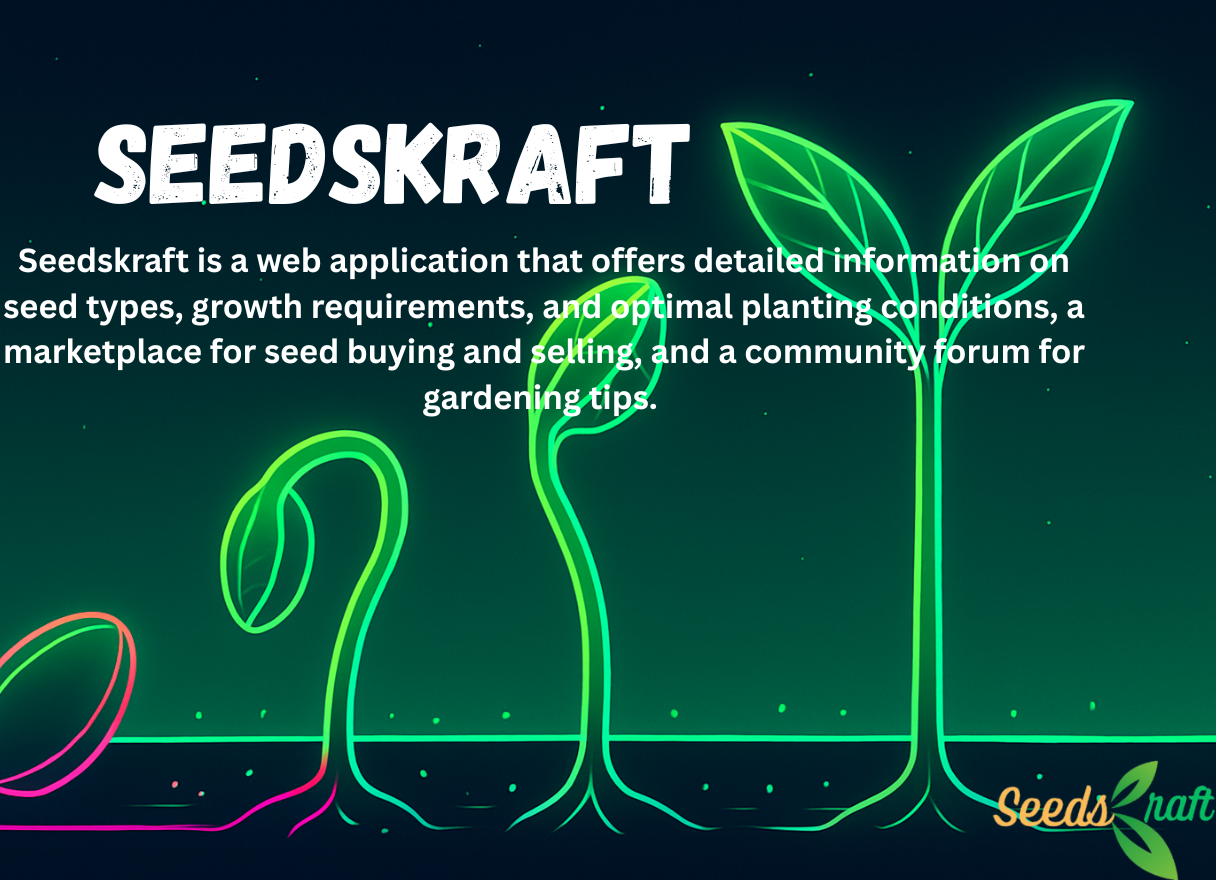 SEEDSKRAFT
Seedskraft is a web application that offers detailed information on
seed types, growth requirements, and optimal planting conditions, a
marketplace for seed buying and selling, and a community forum for
gardening tips.
SeedsKraft